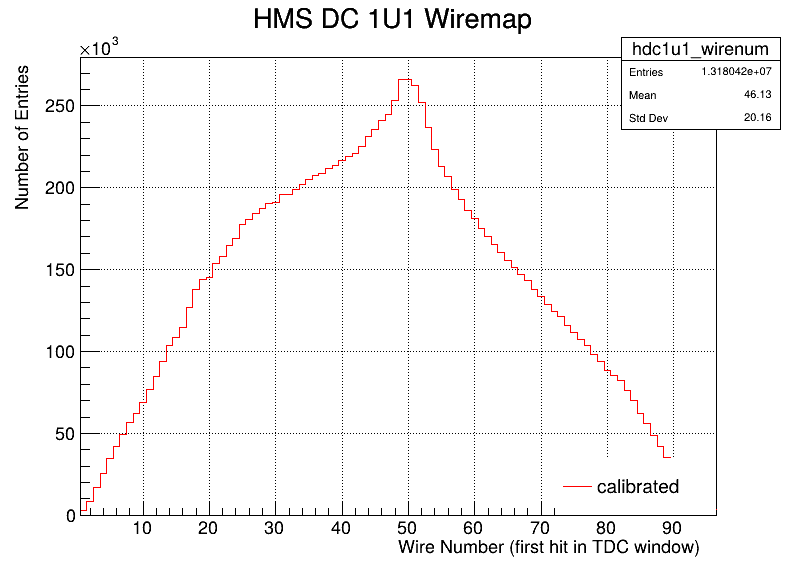 HMS DC 1U1 Wiremap
×10³
hdc1u1_wirenum
Entries 1.318042e+07
Mean 46.13
Std Dev 20.16
Number of Entries
250
200
150
100
50
0
calibrated
10 20 30 40 50 60 70 80 90
Wire Number (first hit in TDC window)